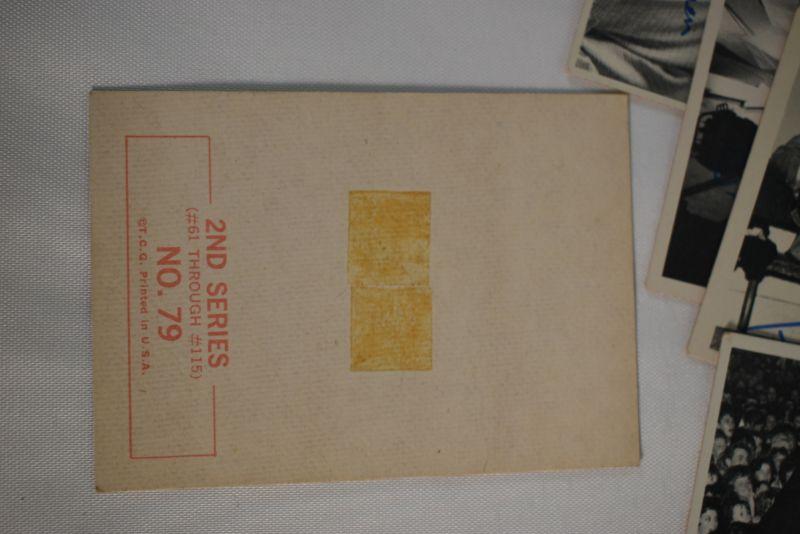 2ND SERIES
(#61 THROUGH #115)
NO. 79
©T.C.G. Printed in U.S.A.